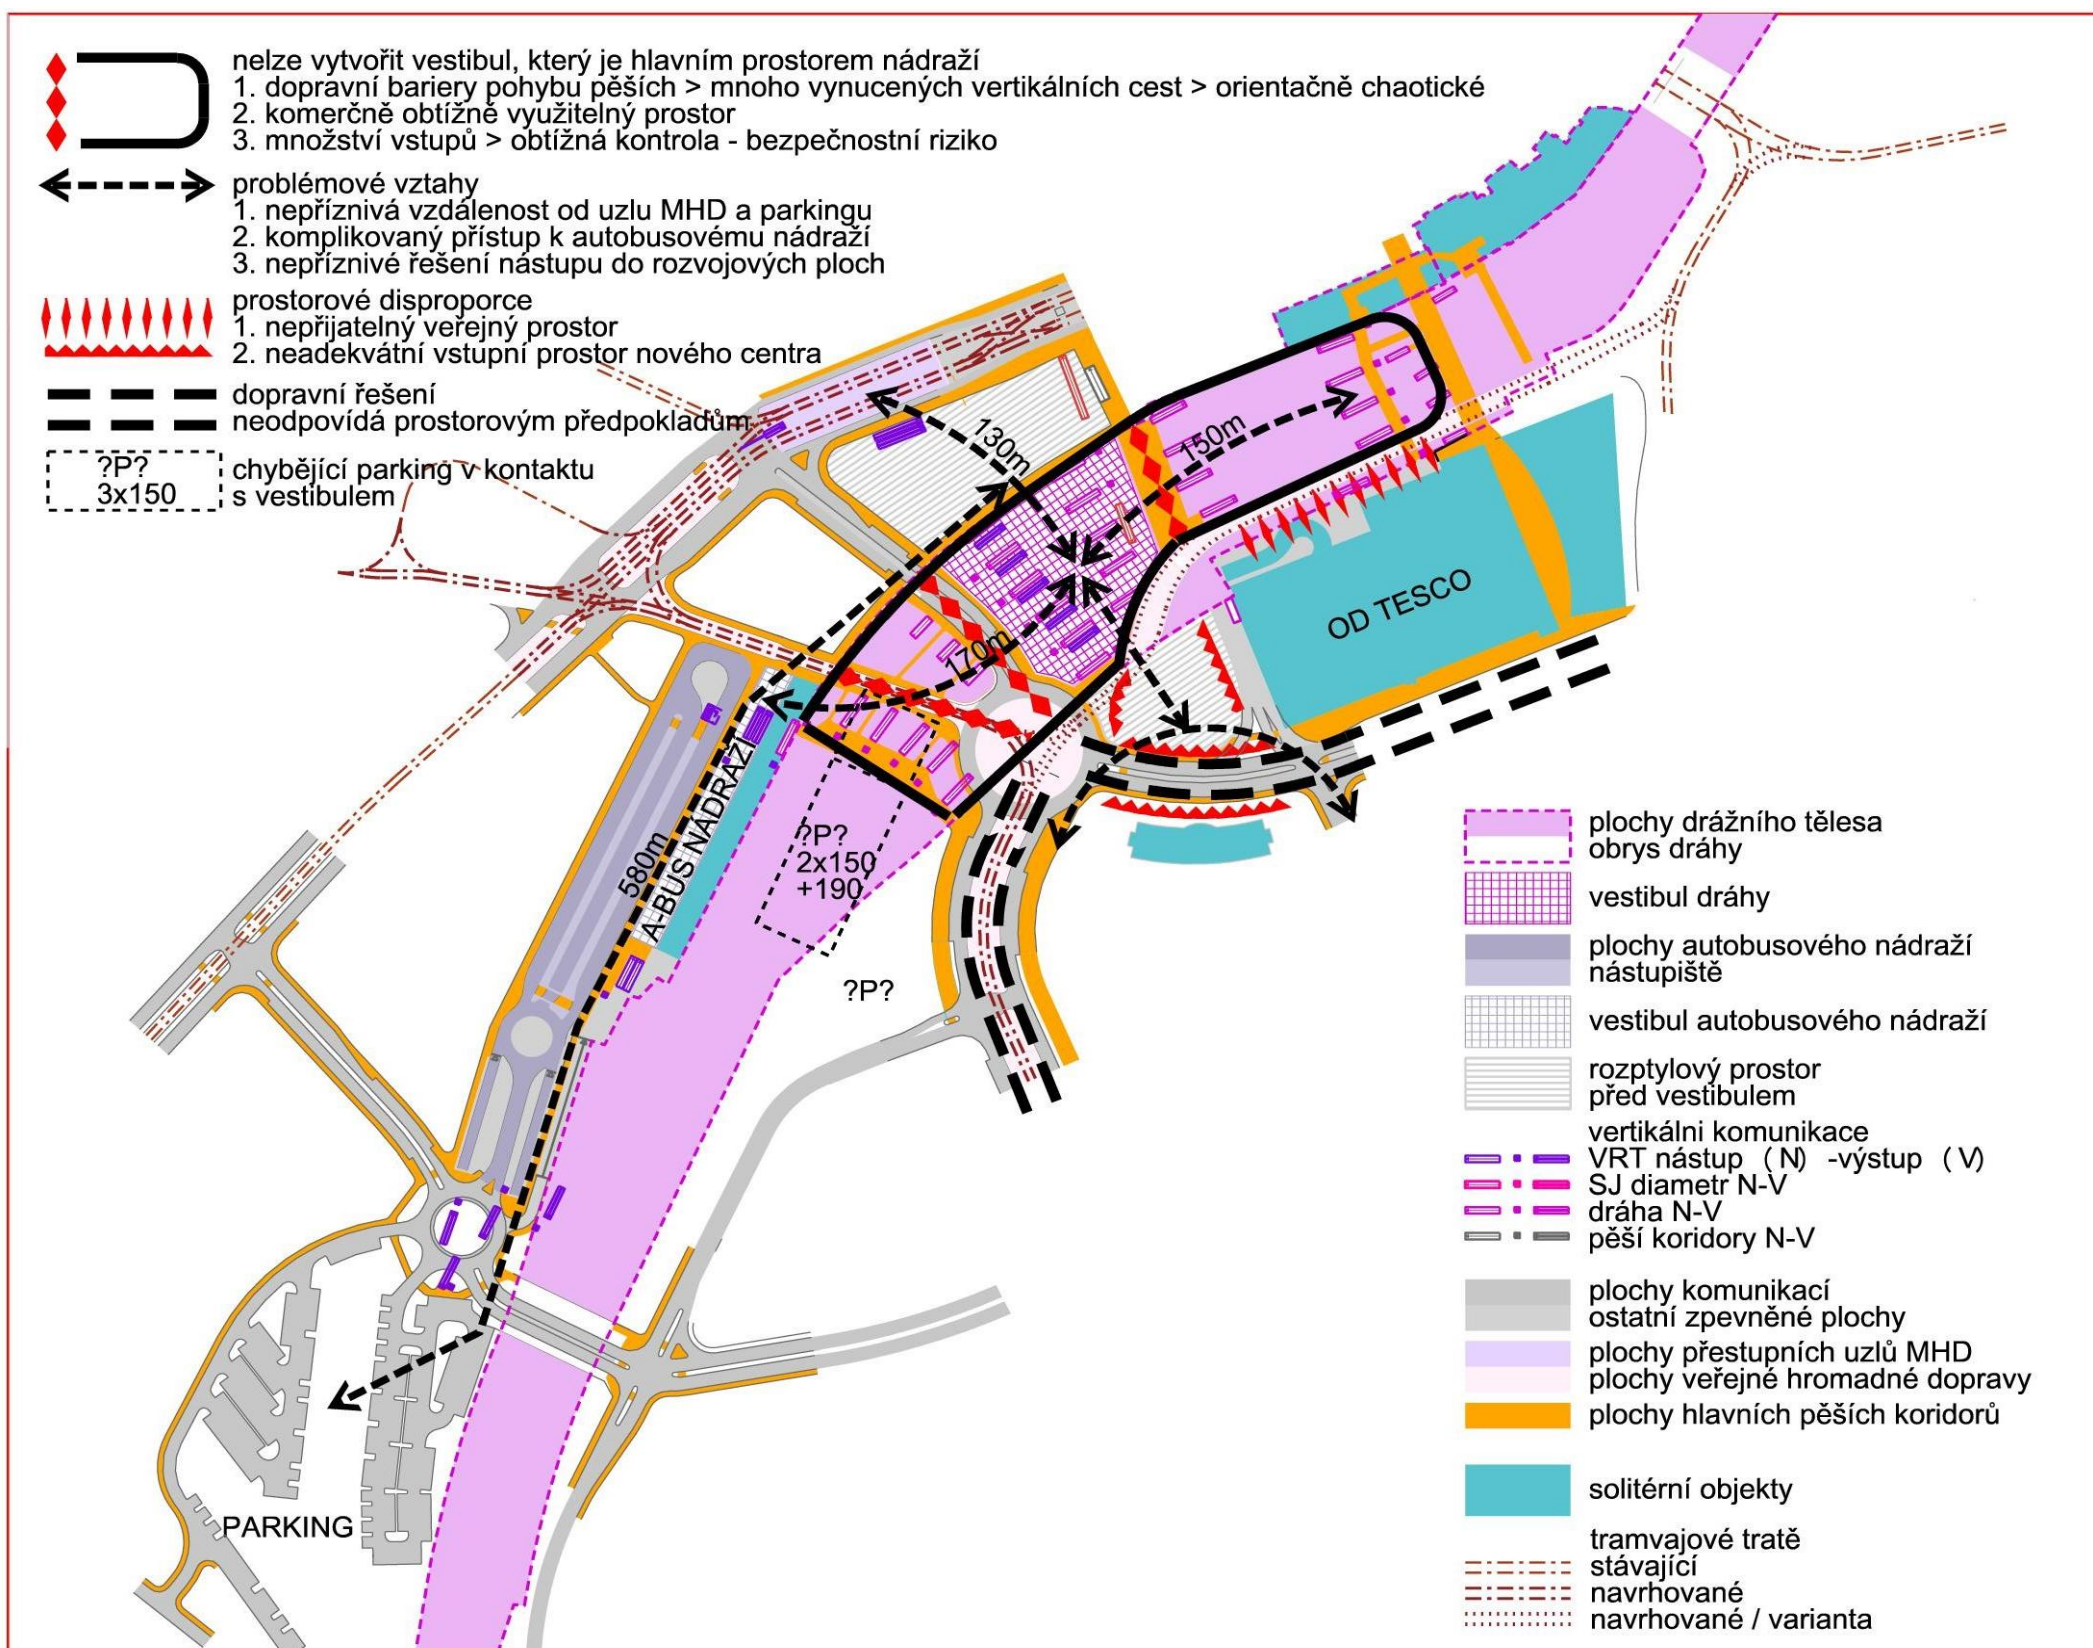 nelze vytvořit vestibul, který je hlavním prostorem nádraží
1. dopravní bariery pohybu pěších > mnoho vynucených vertikálních cest > orientačně chaotické
2. komerčně obtížně využitelný prostor
3. množství vstupů > obtížná kontrola - bezpečnostní riziko
problémové vztahy
1. nepříznivá vzdálenost od uzlu MHD a parkingu
2. komplikovaný přístup k autobusovému nádraží
3. nepříznivé řešení nástupu do rozvojových ploch
prostorové disproporce
1. nepřijatelný veřejný prostor
2. neadekvátní vstupní prostor nového centra
dopravní řešení
neodpovídá prostorovým předpokladům
?P?
3x150
chybějící parking v kontaktu
s vestibulem
130m
150m
170m
OD TESCO
580m
A-BUS NÁDRAŽÍ
?P?
2x150
+190
?P?
PARKING
plochy drážního tělesa
obrys dráhy
vestibul dráhy
plochy autobusového nádraží
nástupiště
vestibul autobusového nádraží
rozptylový prostor
před vestibulem
vertikálni komunikace
VRT nástup (N) -výstup (V)
SJ diametr N-V
dráha N-V
pěší koridory N-V
plochy komunikací
ostatní zpevněné plochy
plochy přestupních uzlů MHD
plochy veřejné hromadné dopravy
plochy hlavních pěších koridorů
solitérní objekty
tramvajové tratě
stávající
navrhované
navrhované / varianta